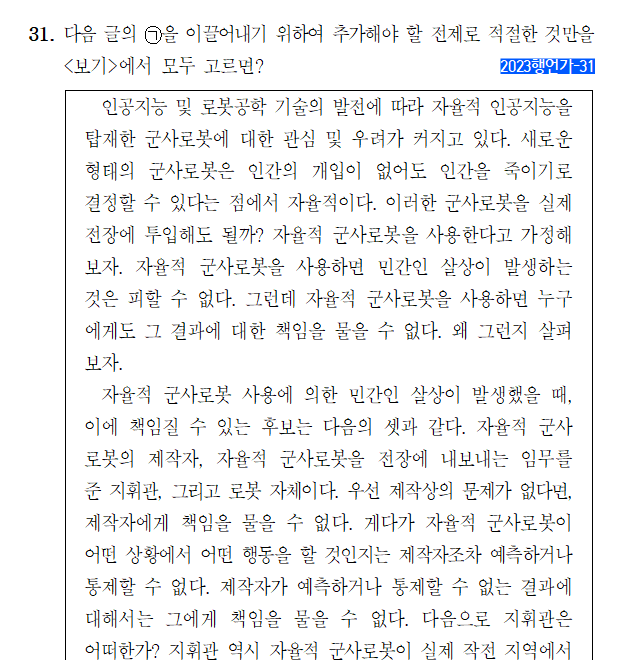 31. 다음 글의 ㉠을 이끌어내기 위하여 추가해야 할 전제로 적절한 것만을
<보기>에서 모두 고르면?
2023행언가-31
인공지능 및 로봇공학 기술의 발전에 따라 자율적 인공지능을
탑재한 군사로봇에 대한 관심 및 우려가 커지고 있다. 새로운
형태의 군사로봇은 인간의 개입이 없어도 인간을 죽이기로
결정할 수 있다는 점에서 자율적이다. 이러한 군사로봇을 실제
전장에 투입해도 될까? 자율적 군사로봇을 사용한다고 가정해
보자. 자율적 군사로봇을 사용하면 민간인 살상이 발생하는
것은 피할 수 없다. 그런데 자율적 군사로봇을 사용하면 누구
에게도 그 결과에 대한 책임을 물을 수 없다. 왜 그런지 살펴
보자.
자율적 군사로봇 사용에 의한 민간인 살상이 발생했을 때,
이에 책임질 수 있는 후보는 다음의 셋과 같다. 자율적 군사
로봇의 제작자, 자율적 군사로봇을 전장에 내보내는 임무를
준 지휘관, 그리고 로봇 자체이다. 우선 제작상의 문제가 없다면,
제작자에게 책임을 물을 수 없다. 게다가 자율적 군사로봇이
어떤 상황에서 어떤 행동을 할 것인지는 제작자조차 예측하거나
통제할 수 없다. 제작자가 예측하거나 통제할 수 없는 결과에
대해서는 그에게 책임을 물을 수 없다. 다음으로 지휘관은
어떠한가? 지휘관 역시 자율적 군사로봇이 실제 작전 지역에서